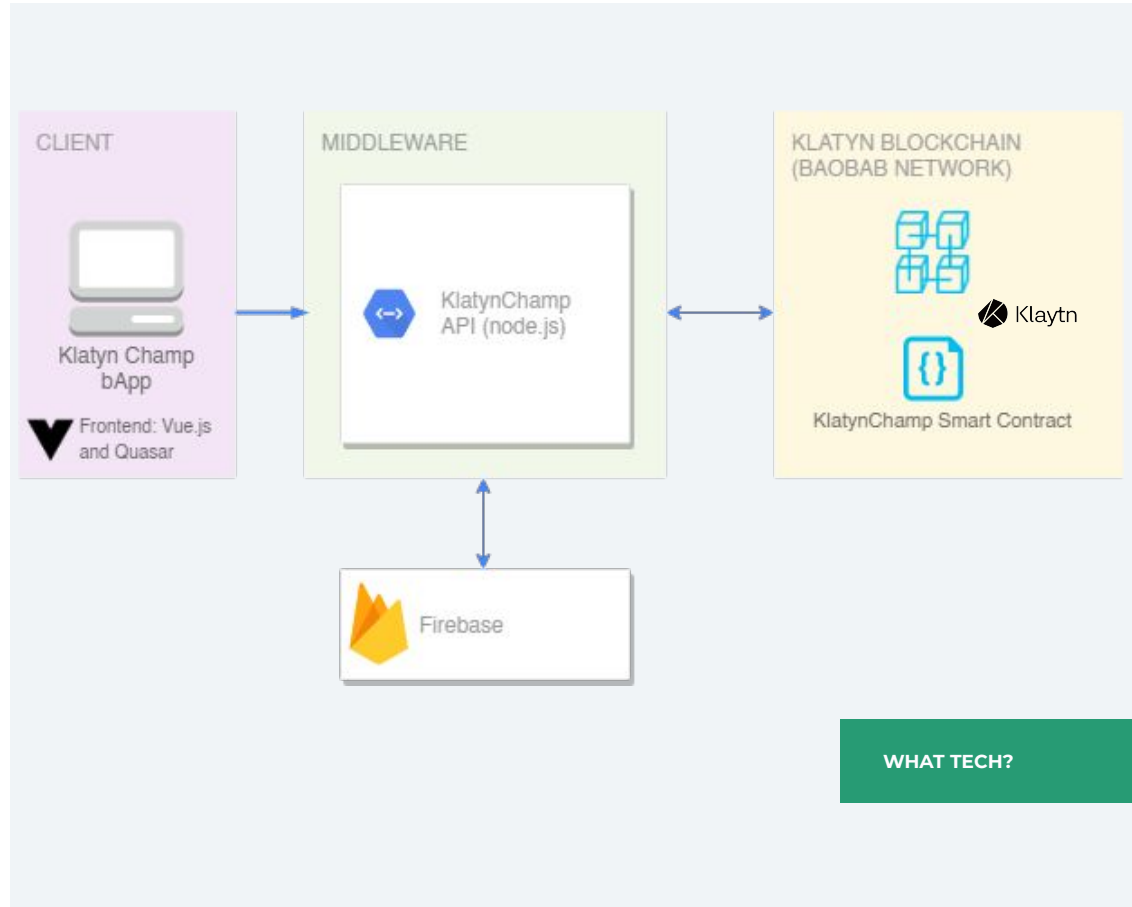 CLIENT
Klatyn Champ
bApp
Frontend: Vue.js
and Quasar
MIDDLEWARE
KlatynChamp
API (node.js)
Firebase
KLATYN BLOCKCHAIN
(BAOBAB NETWORK)
Klaytn
{}
KlatynChamp Smart Contract
WHAT TECH?